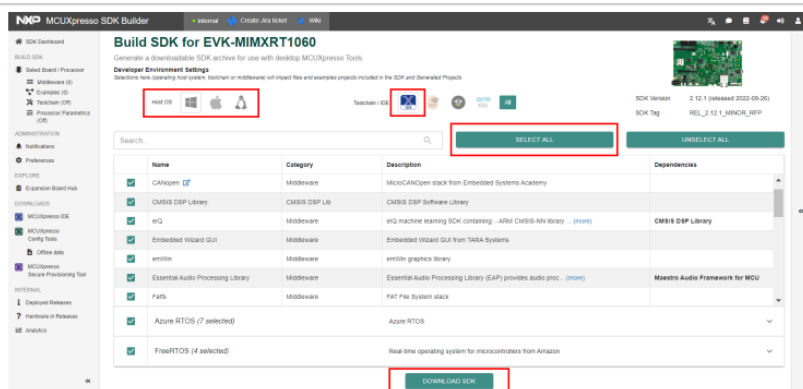 NXP MCUXpresso SDK Builder
Internal
Create Jira ticket
Wiki
SDK Dashboard
BUILD SDK
Select Board / Processor
Middleware (0)
Examples (0)
Toolchain (Off)
Processor Parametrics (Off)
ADMINISTRATION
Notifications
Preferences
EXPLORE
Expansion Board Hub
DOWNLOADS
MCUXpresso IDE
MCUXpresso
Config Tools
Offline data
MCUXpresso
Secure Provisioning Tool
INTERNAL
Deployed Releases
Hardware in Releases
Analytics
Build SDK for EVK-MIMXRT1060
Generate a downloadable SDK archive for use with desktop MCUXpresso Tools.
Developer Environment Settings
Selections here (operating host system, toolchain or middleware) will impact files and examples projects included in the SDK and Generated Projects
Host OS
Toolchain / IDE
IDE
All
SDK Version 2.12.1 (released 2022-09-26)
SDK Tag REL_2.12.1_MINOR_RFP
Search...
SELECT ALL
UNSELECT ALL
Name Category Description Dependencies
CANopen Middleware MicroCANOpen stack from Embedded Systems Academy
CMSIS DSP Library CMSIS DSP Lib CMSIS DSP Software Library
eIQ Middleware eIQ machine learning SDK containing: - ARM CMSIS-NN library ... (more) CMSIS DSP Library
Embedded Wizard GUI Middleware Embedded Wizard GUI from TARA Systems
emWin Middleware emWin graphics library
Essential Audio Processing Library Middleware Essential Audio Processing Library (EAP) provides audio proc... (more) Maestro Audio Framework for MCU
Fatfs Middleware FAT File System stack
Azure RTOS (7 selected) Azure RTOS
FreeRTOS (4 selected) Real-time operating system for microcontrollers from Amazon
DOWNLOAD SDK